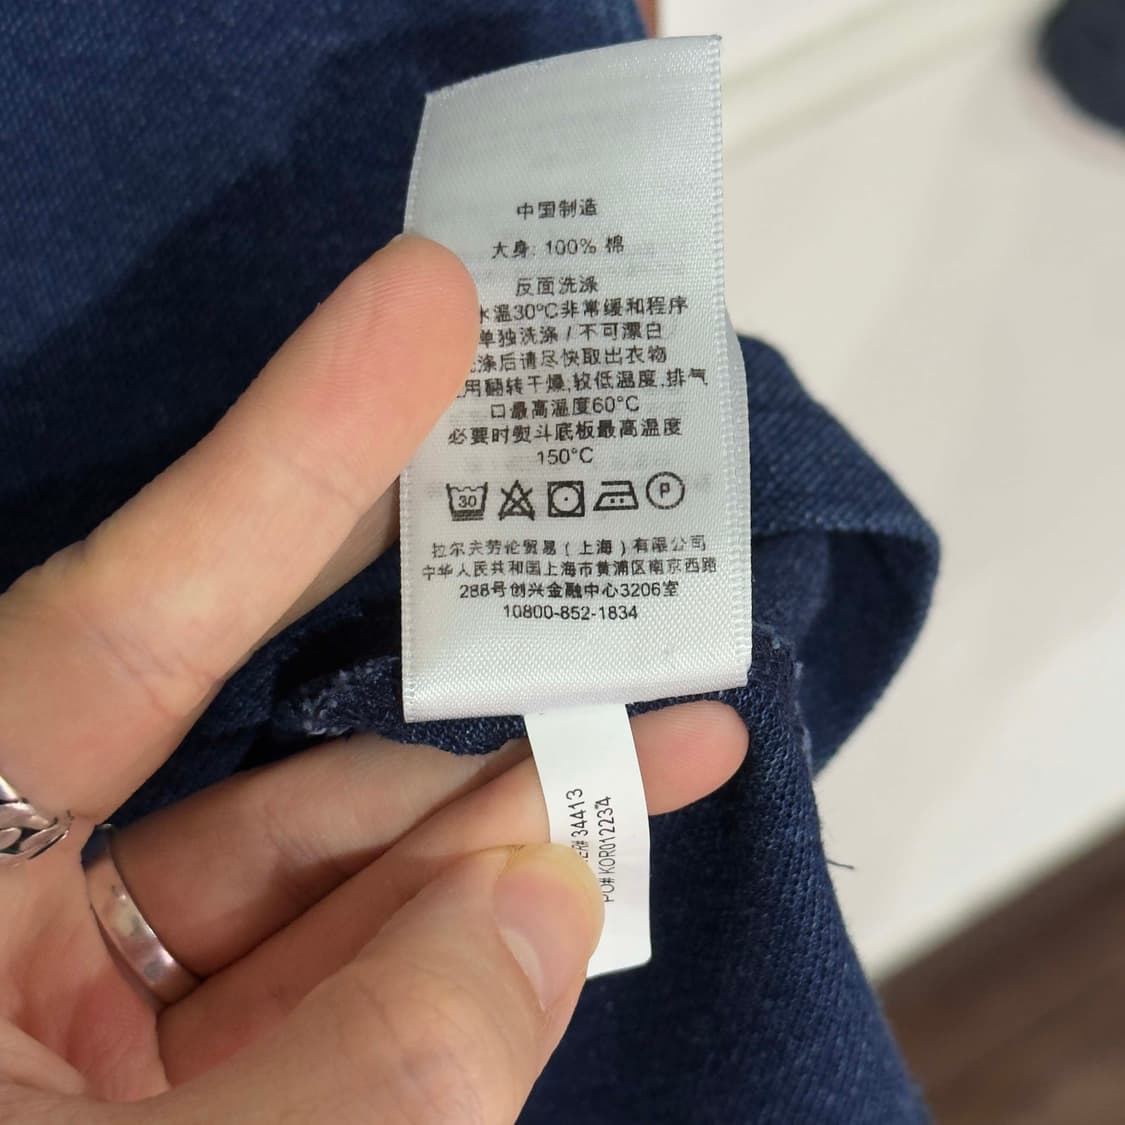 中国制造
大身: 100% 棉
反面洗涤
水温30°C非常缓和程序
单独洗涤 / 不可漂白
涤后请尽快取出衣物
用翻转干燥,较低温度,排气
口最高温度60°C
必要时熨斗底板最高温度
150°C
30
P
拉尔夫劳伦贸易(上海)有限公司
中华人民共和国上海市黄浦区南京西路
288号创兴金融中心3206室
10800-852-1834
ER#34413
PO#KOR012234